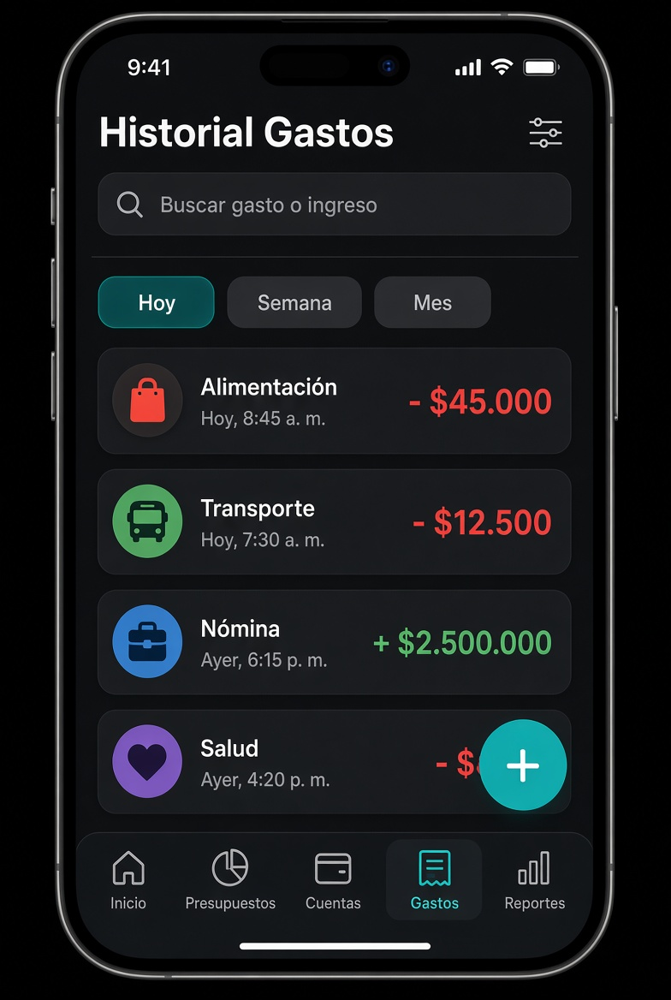 9:41
Historial Gastos
Buscar gasto o ingreso
Hoy
Semana
Mes
Alimentación
- $45.000
Hoy, 8:45 a. m.
Transporte
- $12.500
Hoy, 7:30 a. m.
Nómina
+ $2.500.000
Ayer, 6:15 p. m.
Salud
- $
Ayer, 4:20 p. m.
Inicio
Presupuestos
Cuentas
Gastos
Reportes